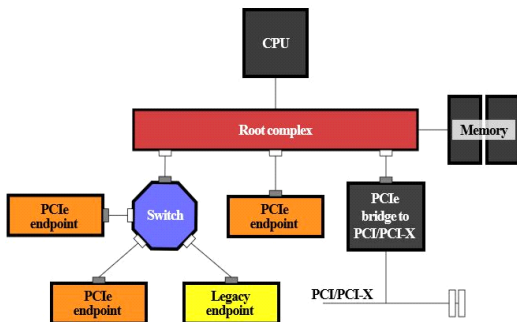 CPU
Root complex
Memory
PCIe
endpoint
Switch
PCIe
endpoint
PCIe
bridge to
PCI/PCI-X
PCIe
endpoint
Legacy
endpoint
PCI/PCI-X